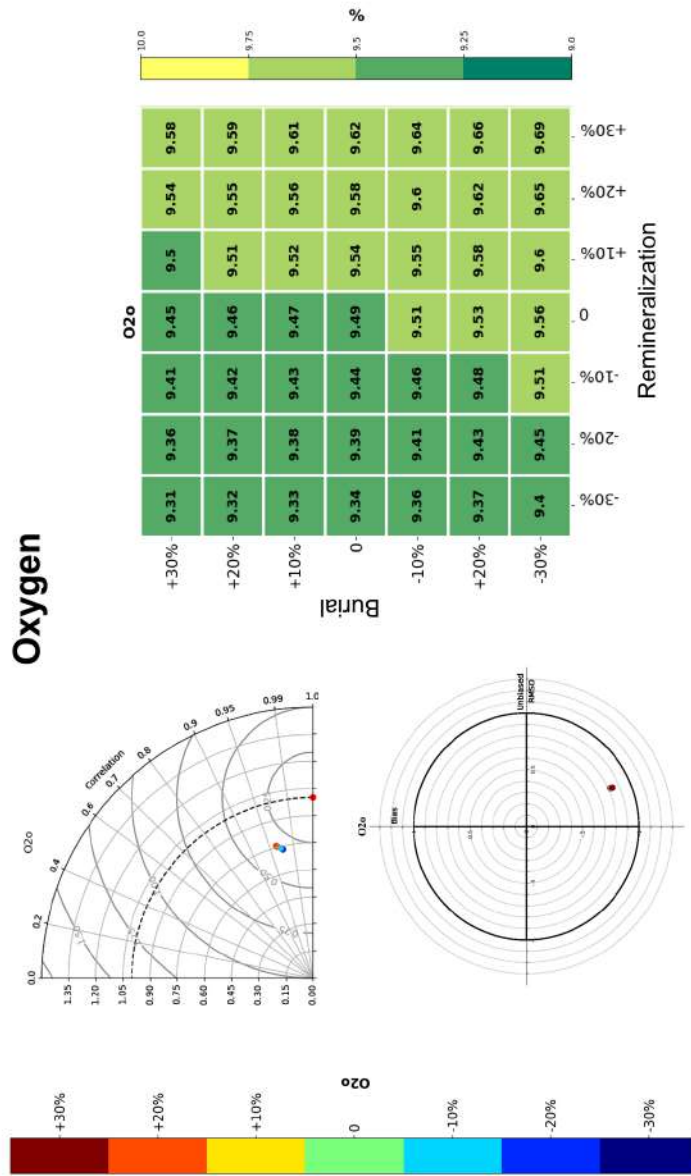 Oxygen
O2o
Correlation
0.0
0.2
0.4
0.6
0.7
0.8
0.9
0.95
0.99
1.0
1.35
1.20
1.05
0.90
0.75
0.60
0.45
0.30
0.15
0.00
O2o
Bias
Unbiased
RMSD
O2o
+30%
+20%
+10%
0
-10%
-20%
-30%
O2o
Burial
+30% 9.31 9.36 9.41 9.45 9.5 9.54 9.58
+20% 9.32 9.37 9.42 9.46 9.51 9.55 9.59
+10% 9.33 9.38 9.43 9.47 9.52 9.56 9.61
0 9.34 9.39 9.44 9.49 9.54 9.58 9.62
-10% 9.36 9.41 9.46 9.51 9.55 9.6 9.64
+20% 9.37 9.43 9.48 9.53 9.58 9.62 9.66
-30% 9.4 9.45 9.51 9.56 9.6 9.65 9.69
-30% -20% -10% 0 +10% +20% +30%
Remineralization
%
10.0
9.75
9.5
9.25
9.0